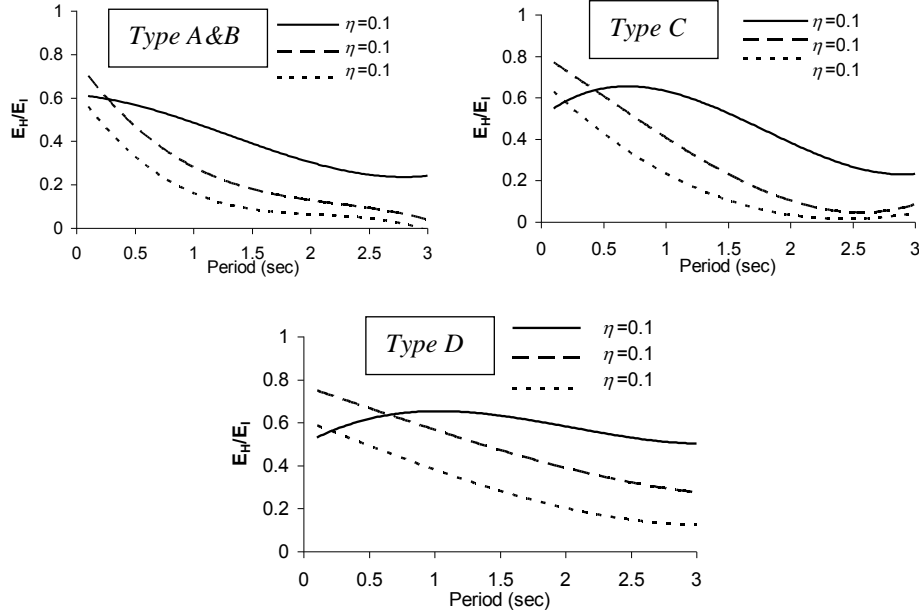 Type A&B
η=0.1
η=0.1
η=0.1
E_H/E_I
1
0.8
0.6
0.4
0.2
0
0 0.5 1 1.5 2 2.5 3
Period (sec)
Type C
η=0.1
η=0.1
η=0.1
E_H/E_I
1
0.8
0.6
0.4
0.2
0
0 0.5 1 1.5 2 2.5 3
Period (sec)
Type D
η=0.1
η=0.1
η=0.1
E_H/E_I
1
0.8
0.6
0.4
0.2
0
0 0.5 1 1.5 2 2.5 3
Period (sec)